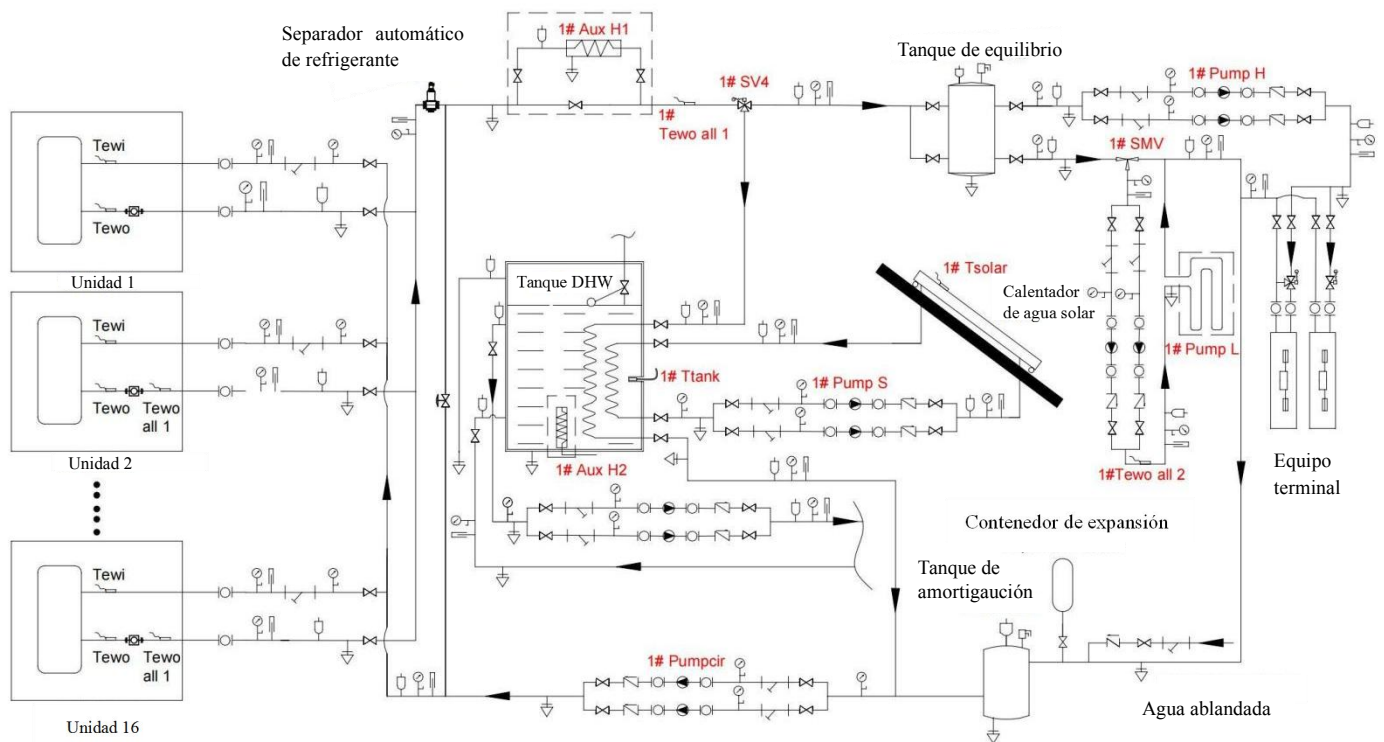 Separador automático
de refrigerante
1# Aux H1
1# SV4
1#
Tewo all 1
Tanque de equilibrio
1# Pump H
1# SMV
Tewi
Tewo
Unidad 1
Tewi
Tewo
Tewo
all 1
Unidad 2
Tewi
Tewo
Tewo
all 1
Unidad 16
Tanque DHW
1# Ttank
1# Aux H2
1# Tsolar
Calentador
de agua solar
1# Pump S
1# Pump L
1#Tewo all 2
Equipo
terminal
Contenedor de expansión
Tanque de
amortigaución
1# Pumpcir
Agua ablandada